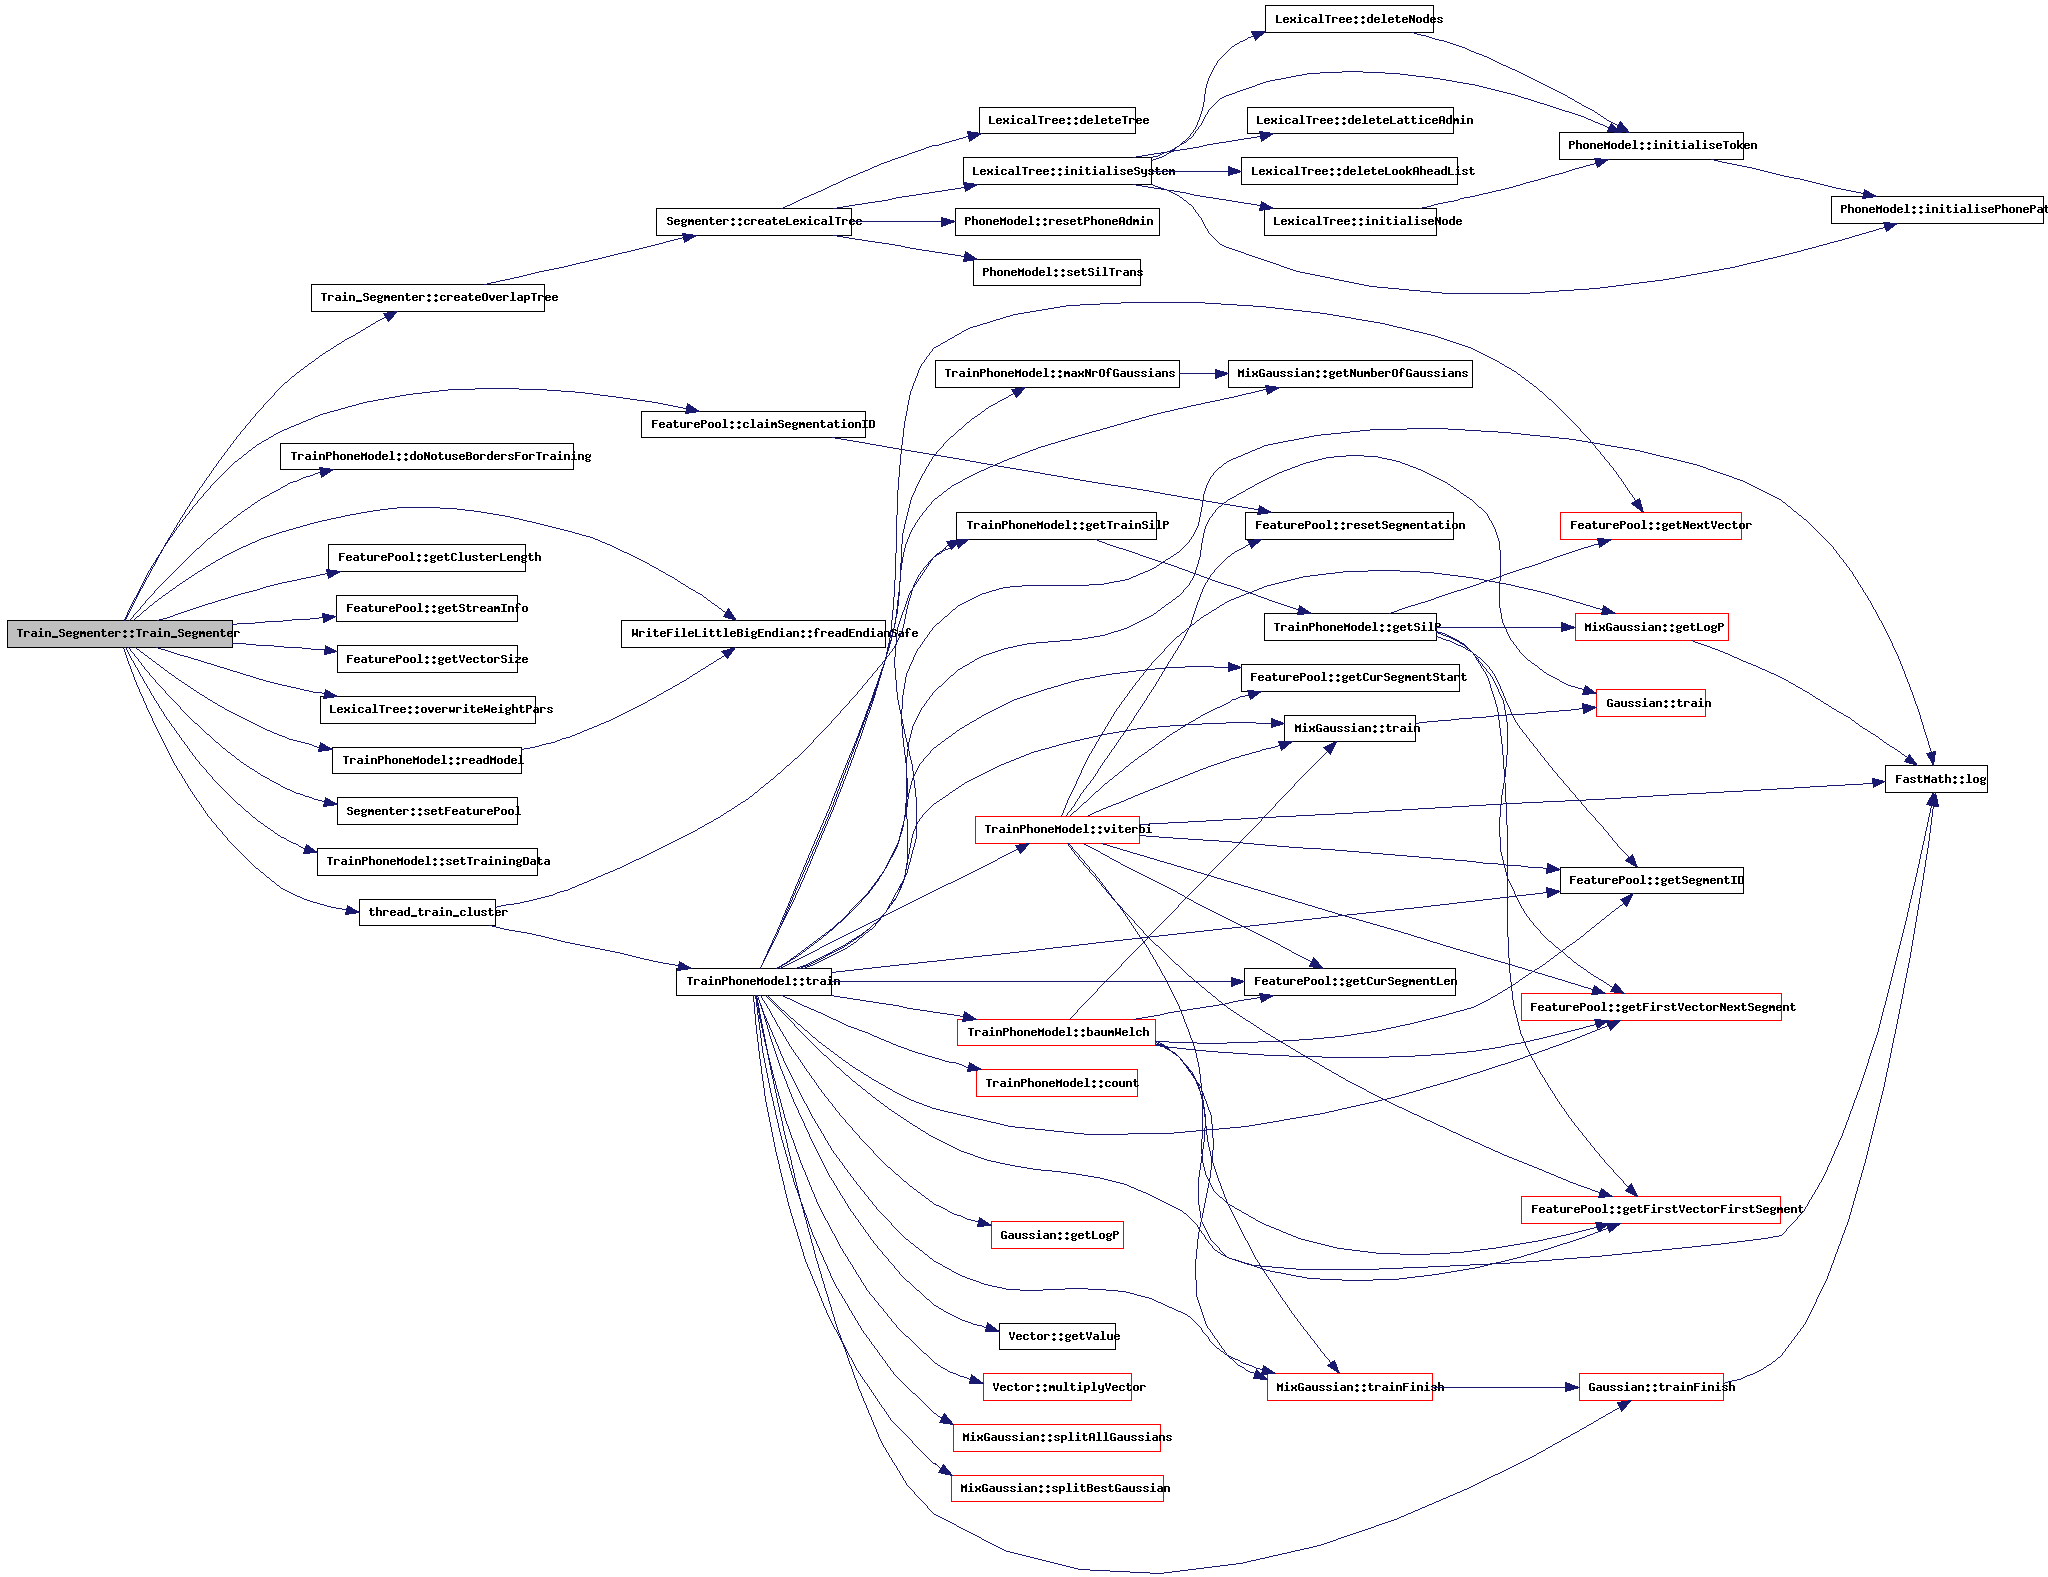 LexicalTree::deleteNodes
LexicalTree::deleteTree
LexicalTree::deleteLatticeAdmin
PhoneModel::initialiseToken
LexicalTree::initialiseSystem
LexicalTree::deleteLookAheadList
PhoneModel::initialisePhonePat
Segmenter::createLexicalTree
PhoneModel::resetPhoneAdmin
LexicalTree::initialiseNode
PhoneModel::setSilTrans
Train_Segmenter::createOverlapTree
TrainPhoneModel::maxNrOfGaussians
MixGaussian::getNumberOfGaussians
FeaturePool::claimSegmentationID
TrainPhoneModel::doNotuseBordersForTraining
TrainPhoneModel::getTrainSilP
FeaturePool::resetSegmentation
FeaturePool::getNextVector
FeaturePool::getClusterLength
FeaturePool::getStreamInfo
Train_Segmenter::Train_Segmenter
WriteFileLittleBigEndian::freadEndianSafe
TrainPhoneModel::getSilP
MixGaussian::getLogP
FeaturePool::getVectorSize
FeaturePool::getCurSegmentStart
LexicalTree::overwriteWeightPars
Gaussian::train
MixGaussian::train
TrainPhoneModel::readModel
FastMath::log
Segmenter::setFeaturePool
TrainPhoneModel::viterbi
TrainPhoneModel::setTrainingData
FeaturePool::getSegmentID
thread_train_cluster
TrainPhoneModel::train
FeaturePool::getCurSegmentLen
FeaturePool::getFirstVectorNextSegment
TrainPhoneModel::baumWelch
TrainPhoneModel::count
FeaturePool::getFirstVectorFirstSegment
Gaussian::getLogP
Vector::getValue
Vector::multiplyVector
MixGaussian::trainFinish
Gaussian::trainFinish
MixGaussian::splitAllGaussians
MixGaussian::splitBestGaussian